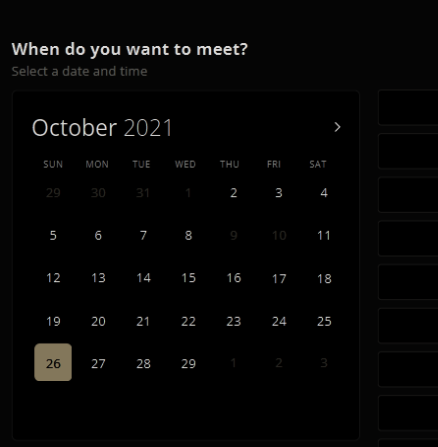 When do you want to meet?
Select a date and time
October 2021
SUN MON TUE WED THU FRI SAT
29 30 31 1 2 3 4
5 6 7 8 9 10 11
12 13 14 15 16 17 18
19 20 21 22 23 24 25
26 27 28 29 1 2 3